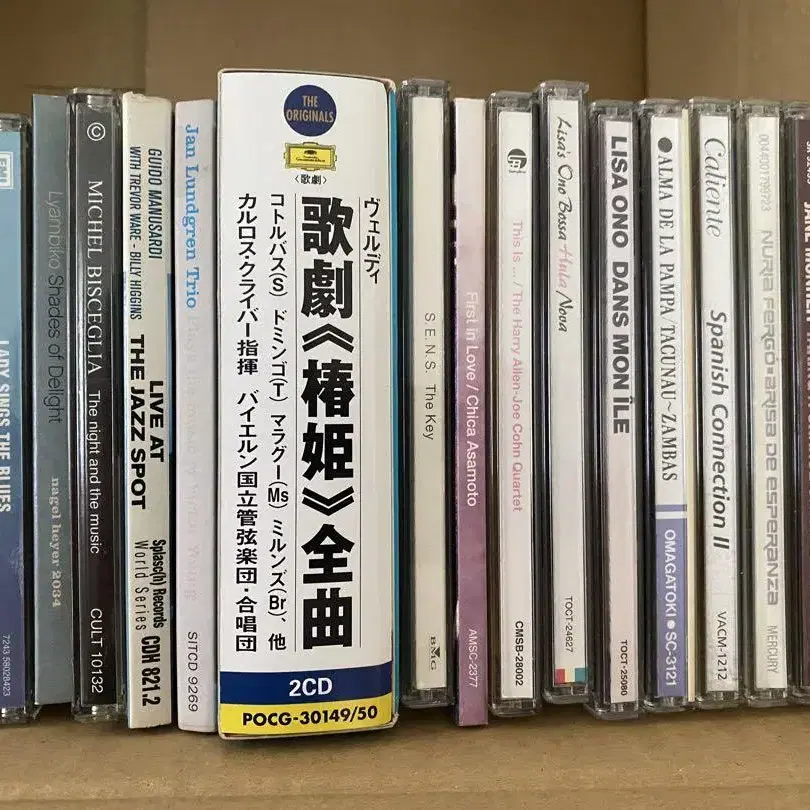 LADY SINGS THE BLUES
7243 58028423
Lyambiko Shades of Delight
nagel heyer 2034
©
MICHEL BISCEGLIA
The night and the music
CULT 10132
GUIDO MANUSARDI
WITH TREVOR WARE - BILLY HIGGINS
LIVE AT
THE JAZZ SPOT
Splasc(h) Records
World Series
CDH 821.2
Jan Lundgren Trio
SITCD 9269
THE
ORIGINALS
〈歌劇〉
ヴェルディ
歌劇《椿姫》全曲
コトルバス(S) ドミンゴ(T) マラグー(Ms) ミルンズ(Br)、他
カルロス・クライバー指揮 バイエルン国立管弦楽団・合唱団
2CD
POCG-30149/50
S.E.N.S. The Key
BMG
First in Love / Chica Asamoto
AMSC-2377
This Is ... / The Harry Allen-Joe Cohn Quartet
CMSB-28002
Lisa's Ono Bossa Hula Nova
TOCT-24627
LISA ONO DANS MON ÎLE
TOCT-25080
●ALMA DE LA PAMPA TACUNAU~ZAMBAS
OMAGATOKI ● SC-3121
Caliente
Spanish Connection II
VACM-1212
NURIA FERGÓ•BRISA DE ESPERANZA
MERCURY